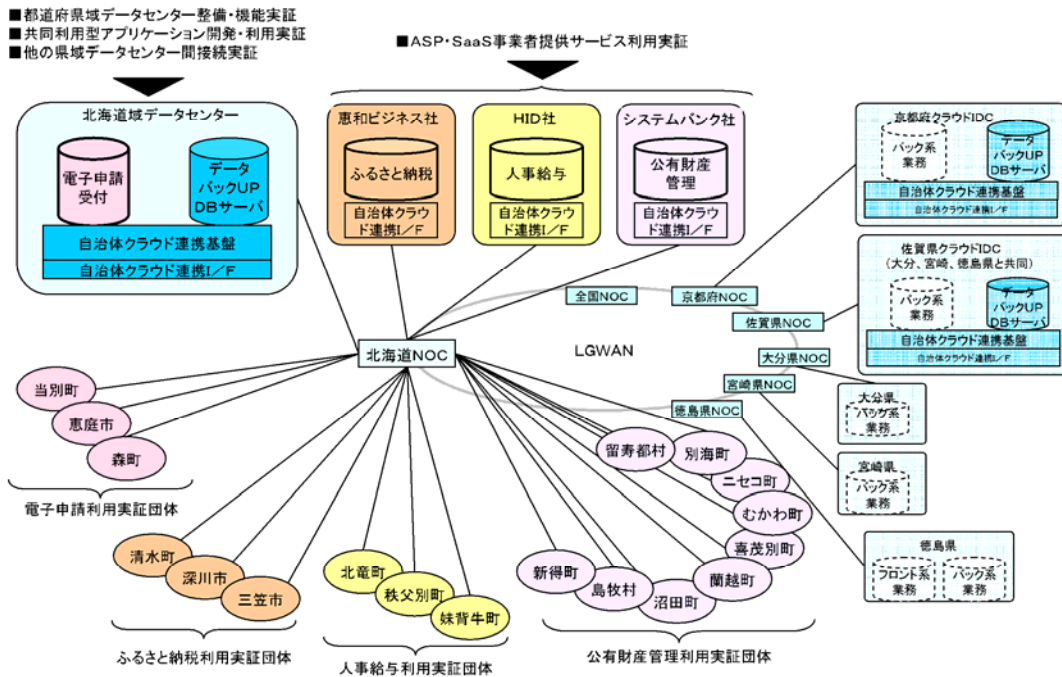 ■都道府県域データセンター整備・機能実証
■共同利用型アプリケーション開発・利用実証
■他の県域データセンター間接続実証
■ASP・SaaS事業者提供サービス利用実証
北海道域データセンター
電子申請
受付
データ
バックUP
DBサーバ
自治体クラウド連携基盤
自治体クラウド連携I/F
恵和ビジネス社
ふるさと納税
自治体クラウ
ド連携I/F
HID社
人事給与
自治体クラウ
ド連携I/F
システムバンク社
公有財産
管理
自治体クラウ
ド連携I/F
京都府クラウドIDC
バック系
業務
データ
バックUP
DBサーバ
自治体クラウド連携基盤
自治体クラウド連携I/F
佐賀県クラウドIDC
(大分、宮崎、徳島県と共同)
バック系
業務
データ
バックUP
DBサーバ
自治体クラウド連携基盤
自治体クラウド連携I/F
全国NOC
京都府NOC
佐賀県NOC
北海道NOC
LGWAN
大分県NOC
宮崎県NOC
徳島県NOC
大分県
バック系
業務
宮崎県
バック系
業務
徳島県
フロント系
業務
バック系
業務
当別町
恵庭市
森町
電子申請利用実証団体
清水町
深川市
三笠市
ふるさと納税利用実証団体
北竜町
秩父別町
妹背牛町
人事給与利用実証団体
留寿都村
別海町
ニセコ町
むかわ町
喜茂別町
蘭越町
沼田町
島牧村
新得町
公有財産管理利用実証団体